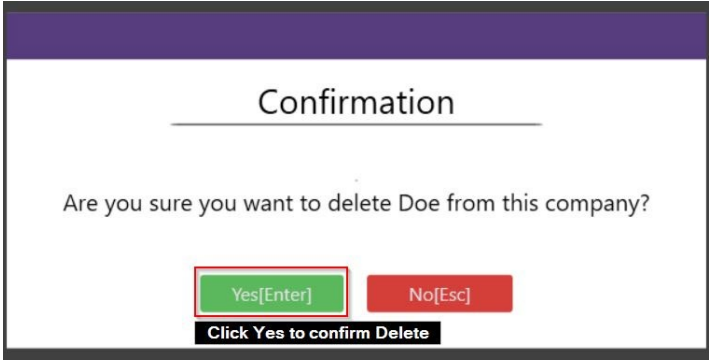 Confirmation
Are you sure you want to delete Doe from this company?
Yes[Enter] No[Esc]
Click Yes to confirm Delete